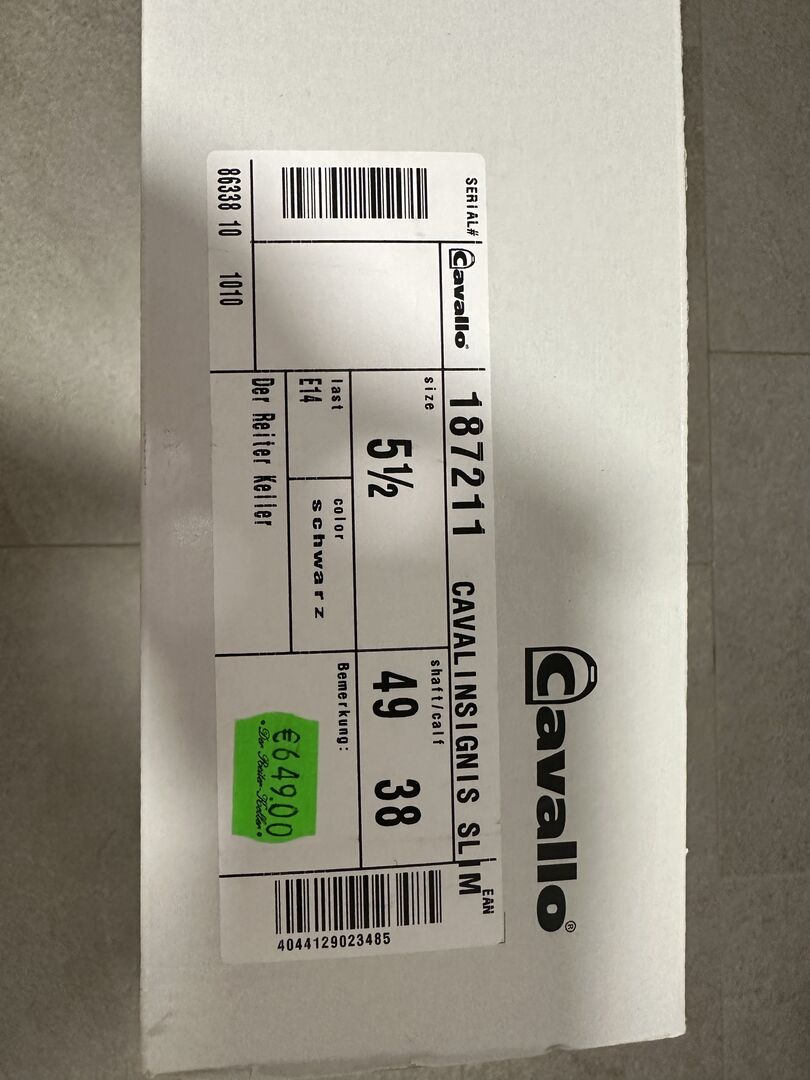 Cavallo®
SERIAL#
Cavallo®
187211 CAVALINSIGNIS SLIM
EAN
size
5½
shaft/calf
49 38
last
E14
color
schwarz
Bemerkung:
Der Reiter Keller
€649.00
•Der Reiter-Keller•
86338 10 1010
4044129023485